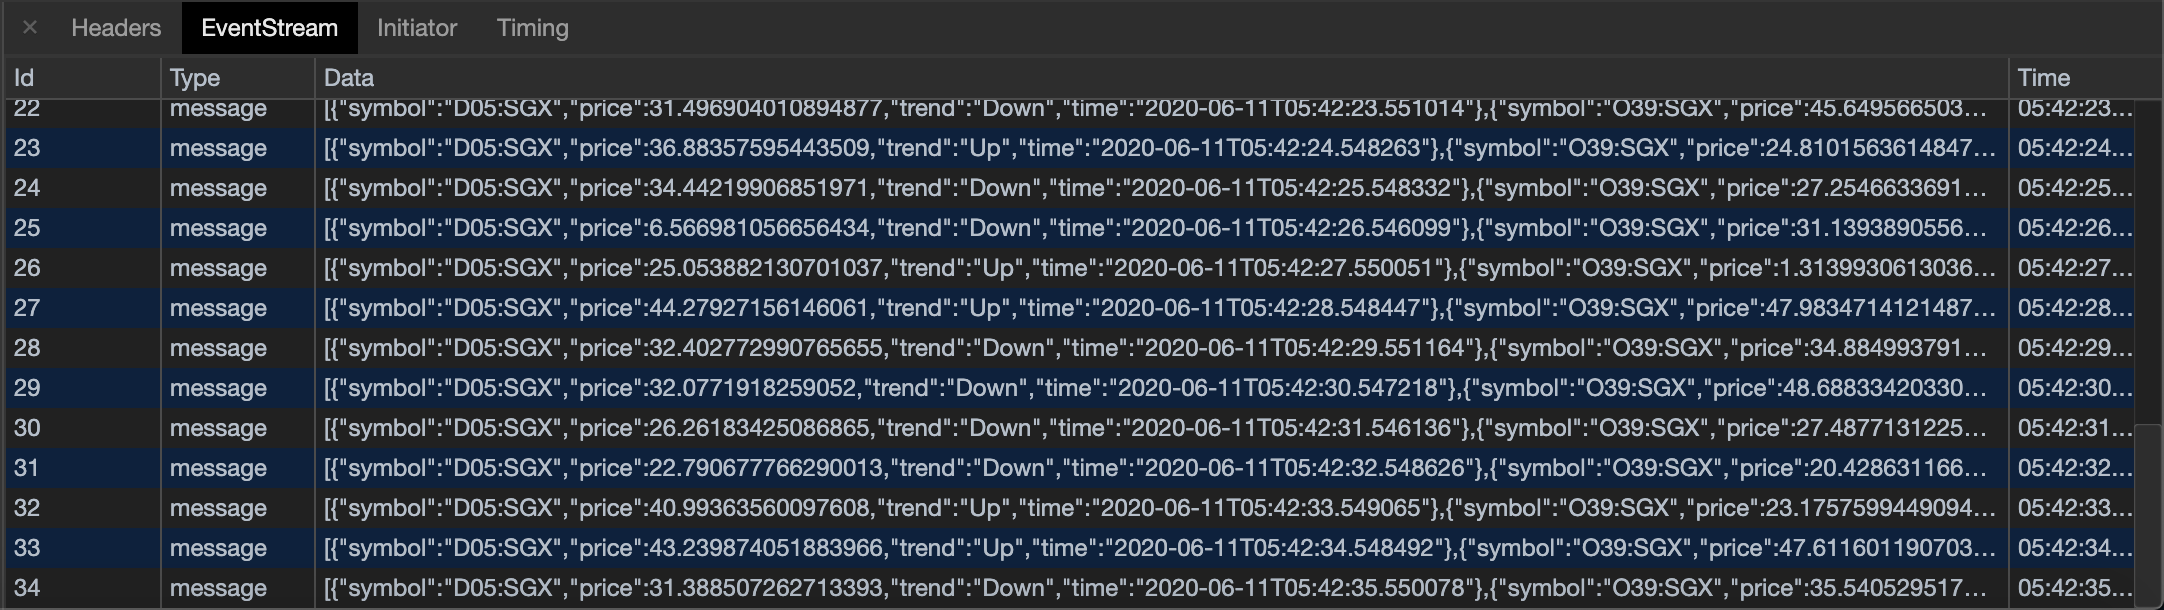 × Headers EventStream Initiator Timing
Id Type Data Time
22 message [{"symbol":"D05:SGX","price":31.496904010894877,"trend":"Down","time":"2020-06-11T05:42:23.551014"},{"symbol":"O39:SGX","price":45.649566503... 05:42:23...
23 message [{"symbol":"D05:SGX","price":36.88357595443509,"trend":"Up","time":"2020-06-11T05:42:24.548263"},{"symbol":"O39:SGX","price":24.8101563614847... 05:42:24...
24 message [{"symbol":"D05:SGX","price":34.44219906851971,"trend":"Down","time":"2020-06-11T05:42:25.548332"},{"symbol":"O39:SGX","price":27.2546633691... 05:42:25...
25 message [{"symbol":"D05:SGX","price":6.566981056656434,"trend":"Down","time":"2020-06-11T05:42:26.546099"},{"symbol":"O39:SGX","price":31.1393890556... 05:42:26...
26 message [{"symbol":"D05:SGX","price":25.053882130701037,"trend":"Up","time":"2020-06-11T05:42:27.550051"},{"symbol":"O39:SGX","price":1.3139930613036... 05:42:27...
27 message [{"symbol":"D05:SGX","price":44.27927156146061,"trend":"Up","time":"2020-06-11T05:42:28.548447"},{"symbol":"O39:SGX","price":47.9834714121487... 05:42:28...
28 message [{"symbol":"D05:SGX","price":32.402772990765655,"trend":"Down","time":"2020-06-11T05:42:29.551164"},{"symbol":"O39:SGX","price":34.884993791... 05:42:29...
29 message [{"symbol":"D05:SGX","price":32.0771918259052,"trend":"Down","time":"2020-06-11T05:42:30.547218"},{"symbol":"O39:SGX","price":48.68833420330... 05:42:30...
30 message [{"symbol":"D05:SGX","price":26.26183425086865,"trend":"Down","time":"2020-06-11T05:42:31.546136"},{"symbol":"O39:SGX","price":27.4877131225... 05:42:31...
31 message [{"symbol":"D05:SGX","price":22.790677766290013,"trend":"Down","time":"2020-06-11T05:42:32.548626"},{"symbol":"O39:SGX","price":20.428631166... 05:42:32...
32 message [{"symbol":"D05:SGX","price":40.99363560097608,"trend":"Up","time":"2020-06-11T05:42:33.549065"},{"symbol":"O39:SGX","price":23.1757599449094... 05:42:33...
33 message [{"symbol":"D05:SGX","price":43.239874051883966,"trend":"Up","time":"2020-06-11T05:42:34.548492"},{"symbol":"O39:SGX","price":47.611601190703... 05:42:34...
34 message [{"symbol":"D05:SGX","price":31.388507262713393,"trend":"Down","time":"2020-06-11T05:42:35.550078"},{"symbol":"O39:SGX","price":35.540529517... 05:42:35...